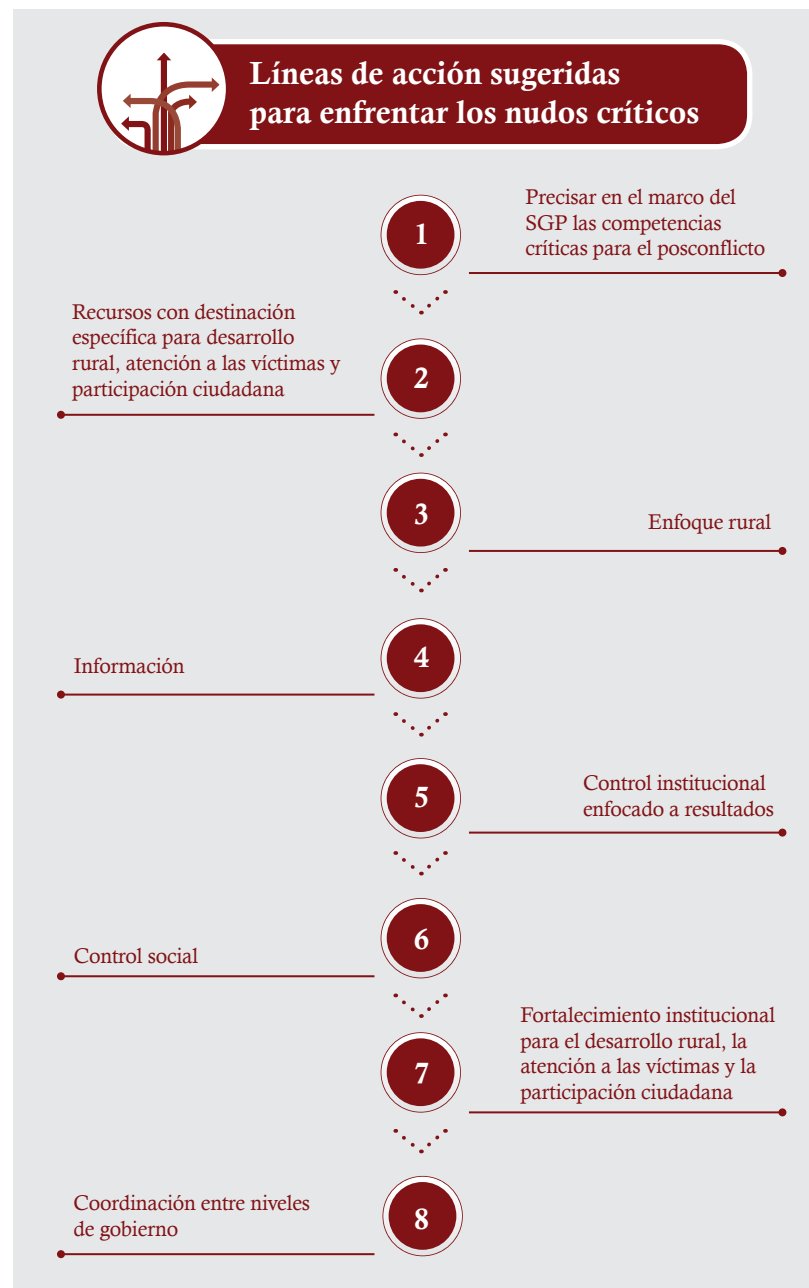 Líneas de acción sugeridas
para enfrentar los nudos críticos
1
Precisar en el marco del
SGP las competencias
críticas para el posconflicto
Recursos con destinación
específica para desarrollo
rural, atención a las víctimas y
participación ciudadana
2
3
Enfoque rural
Información
4
5
Control institucional
enfocado a resultados
Control social
6
7
Fortalecimiento institucional
para el desarrollo rural, la
atención a las víctimas y la
participación ciudadana
Coordinación entre niveles
de gobierno
8